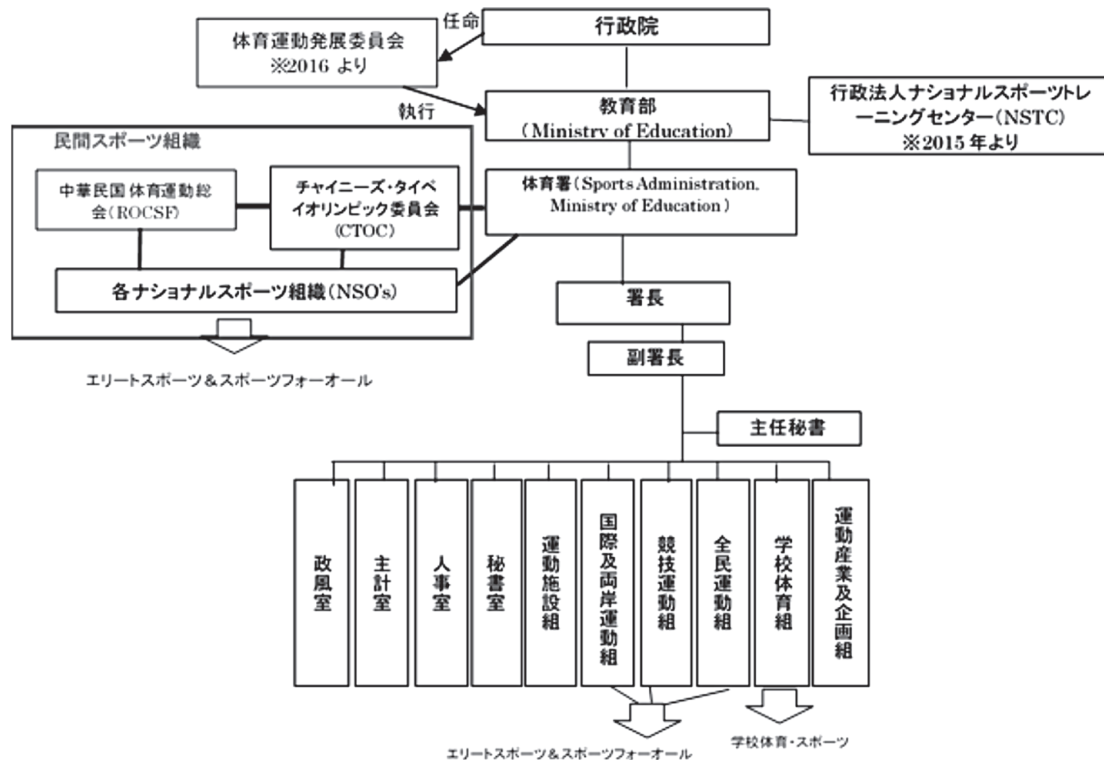 任命
行政院
体育運動発展委員会
※2016 より
執行
教育部
(Ministry of Education)
行政法人ナショナルスポーツトレ
ーニングセンター(NSTC)
※2015年より
民間スポーツ組織
中華民国体育運動総
会(ROCSF)
チャイニーズ・タイペ
イオリンピック委員会
(CTOC)
体育署(Sports Administration,
Ministry of Education)
各ナショナルスポーツ組織(NSO's)
署長
副署長
エリートスポーツ＆スポーツフォーオール
主任秘書
政風室
主計室
人事室
秘書室
運動施設組
国際及両岸運動組
競技運動組
全民運動組
学校体育組
運動産業及企画組
エリートスポーツ&スポーツフォーオール
学校体育・スポーツ